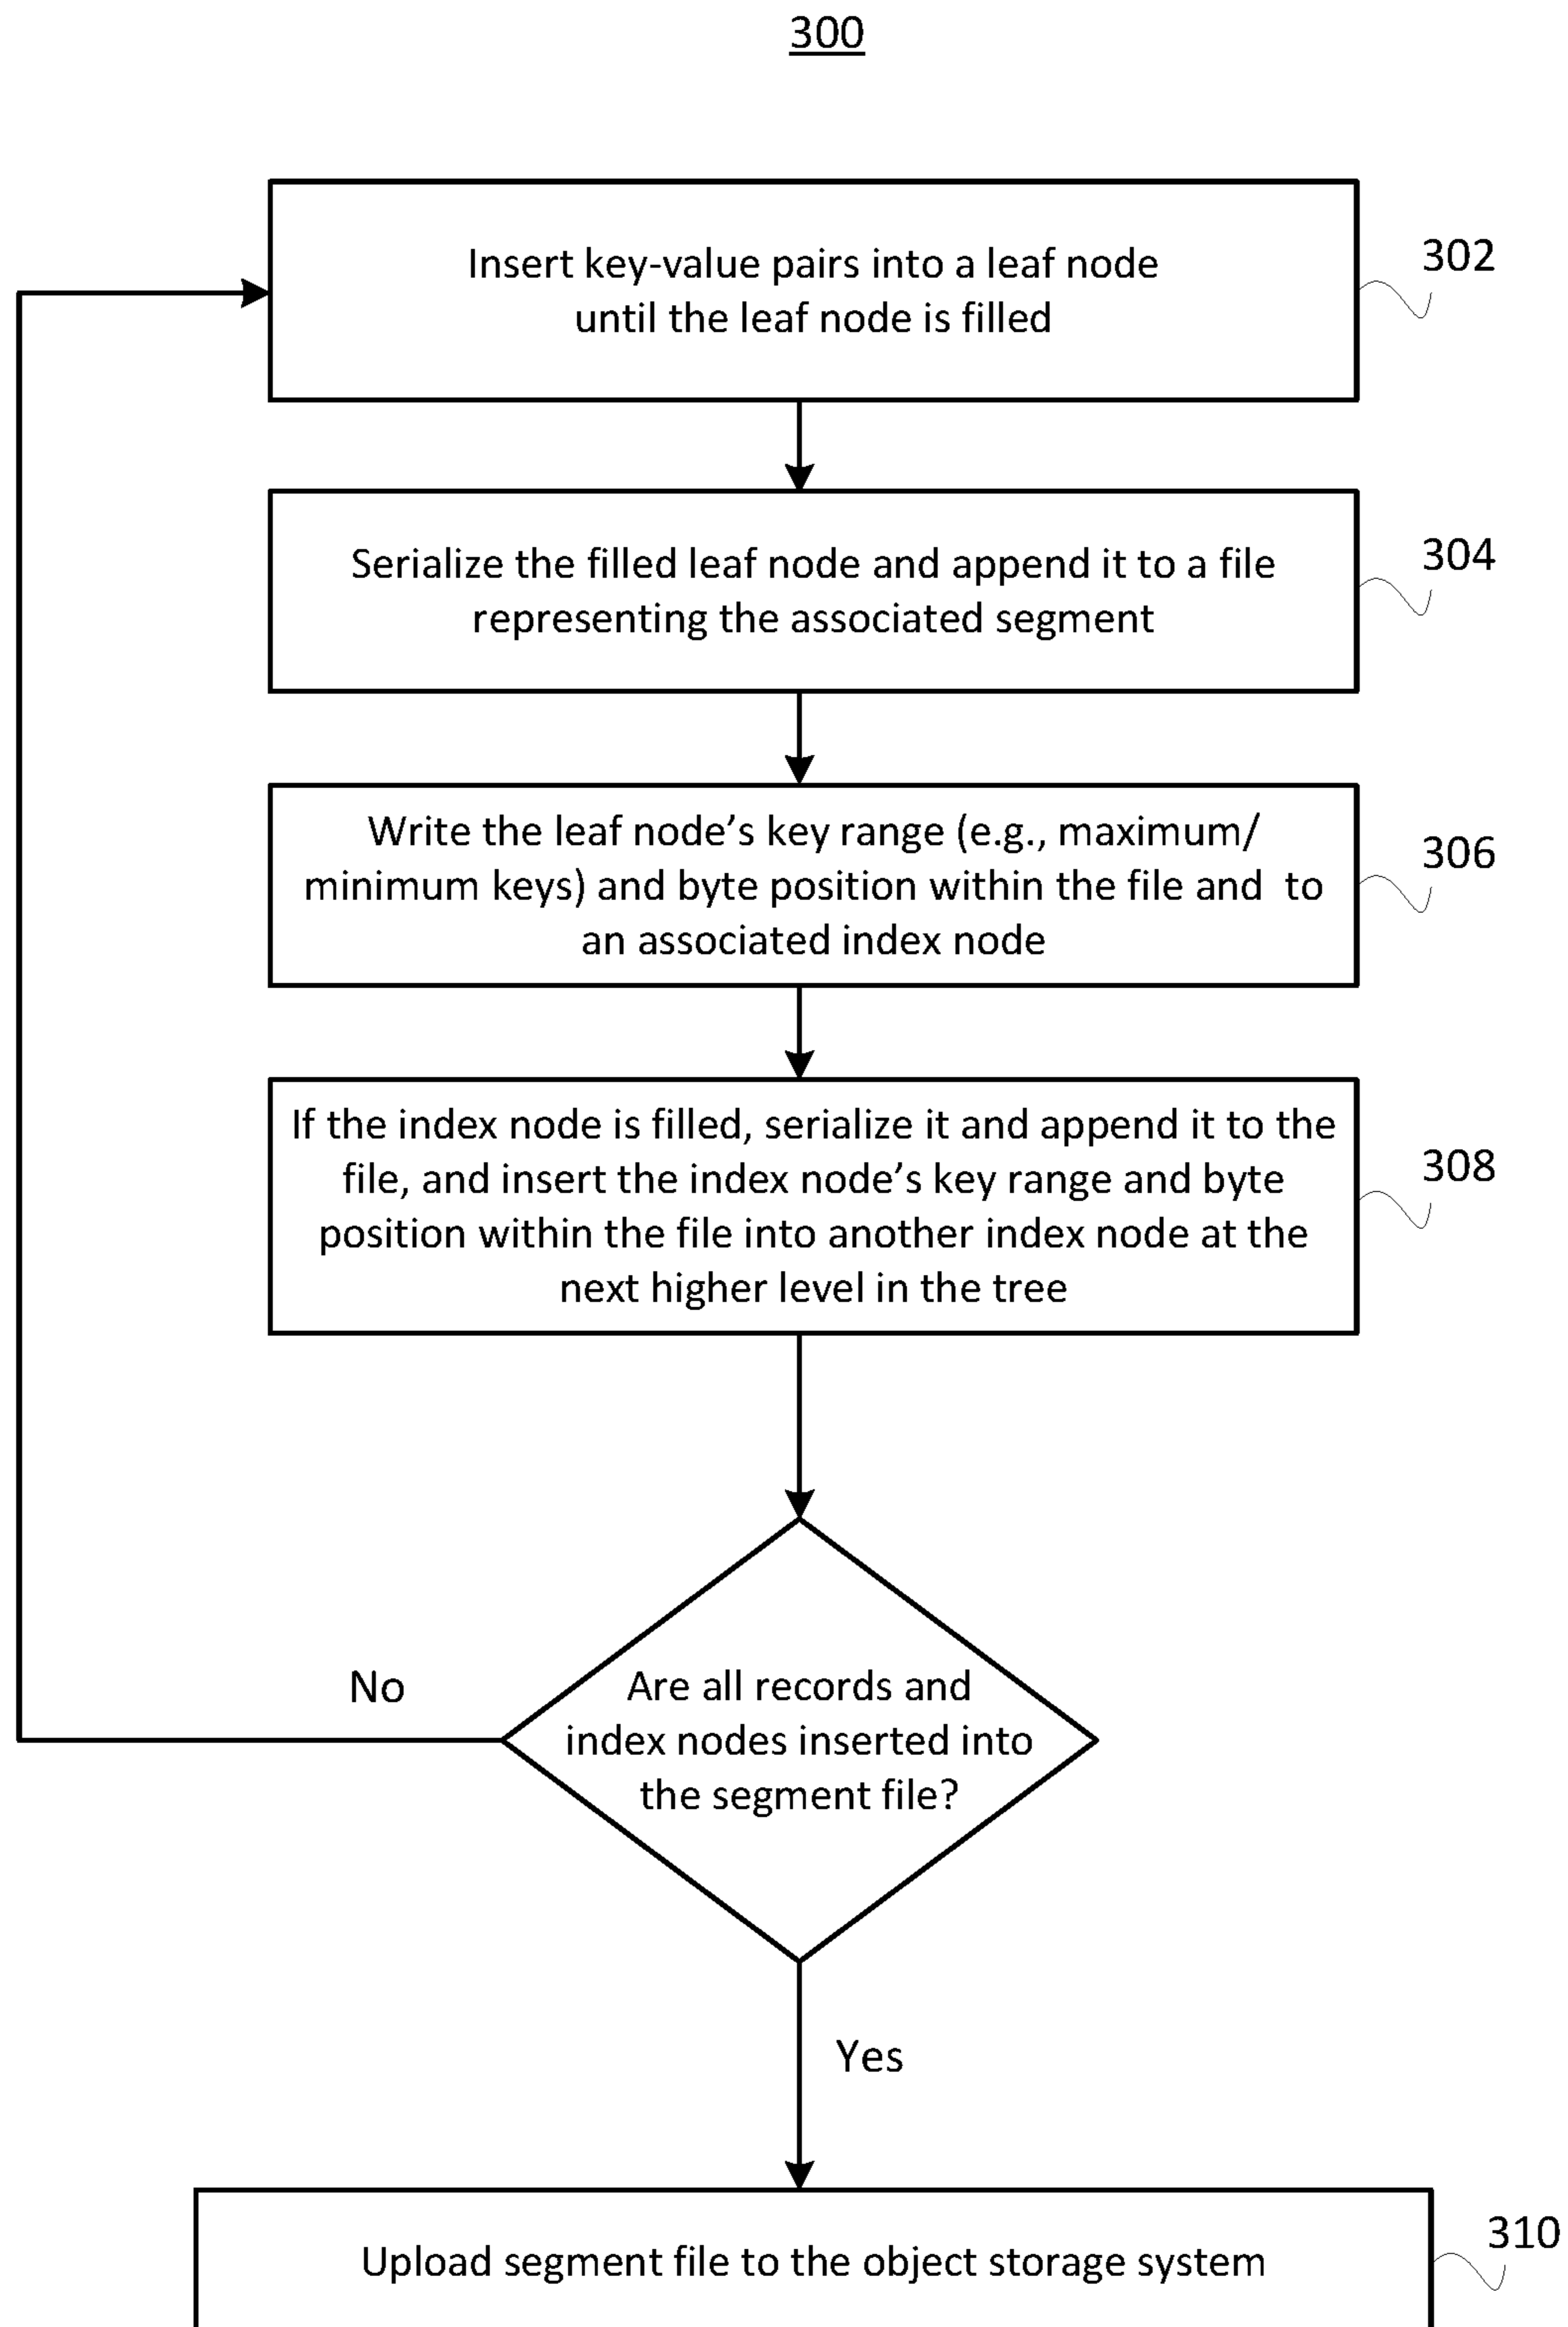 300
Insert key-value pairs into a leaf node
until the leaf node is filled
302
Serialize the filled leaf node and append it to a file
representing the associated segment
304
Write the leaf node’s key range (e.g., maximum/
minimum keys) and byte position within the file and  to
an associated index node
306
If the index node is filled, serialize it and append it to the
file, and insert the index node’s key range and byte
position within the file into another index node at the
next higher level in the tree
308
Are all records and
index nodes inserted into
the segment file?
No
Yes
Upload segment file to the object storage system
310